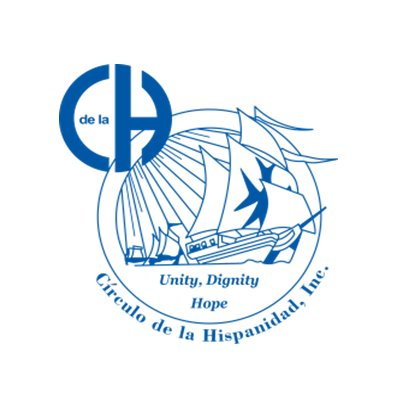 C de la H
Unity, Dignity
Hope
Círculo de la Hispanidad, Inc.